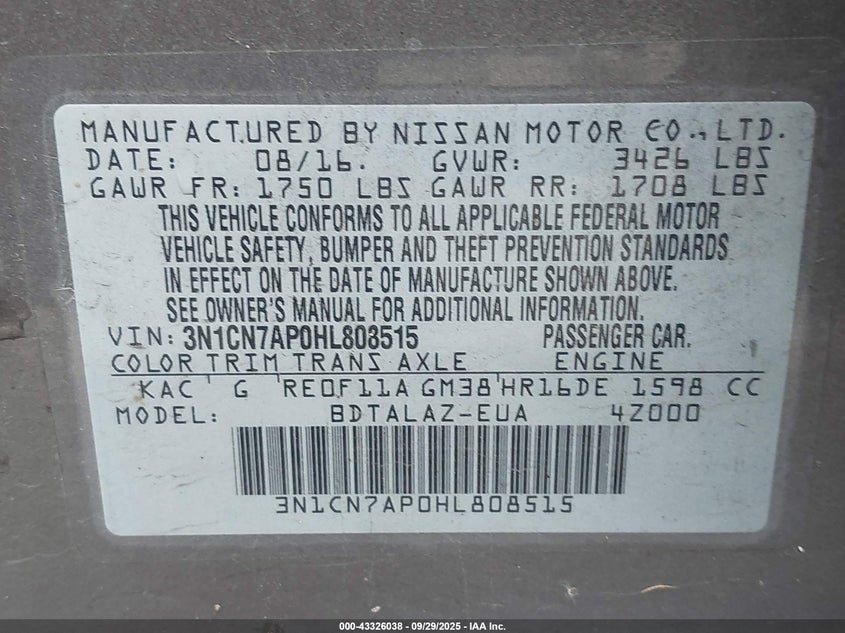 MANUFACTURED BY NISSAN MOTOR CO., LTD.
DATE: 08/16. GVWR: 3426 LBS
GAWR FR: 1750 LBS GAWR RR: 1708 LBS
THIS VEHICLE CONFORMS TO ALL APPLICABLE FEDERAL MOTOR
VEHICLE SAFETY, BUMPER AND THEFT PREVENTION STANDARDS
IN EFFECT ON THE DATE OF MANUFACTURE SHOWN ABOVE.
SEE OWNER'S MANUAL FOR ADDITIONAL INFORMATION.
VIN: 3N1CN7AP0HL808515 PASSENGER CAR.
COLOR TRIM TRANS AXLE ENGINE
KAC G RE0F11A GM38 HR16DE 1598 CC
MODEL: BDTALAZ-EUA 4Z000
3N1CN7AP0HL808515
000-43326038 - 09/29/2025 - IAA Inc.